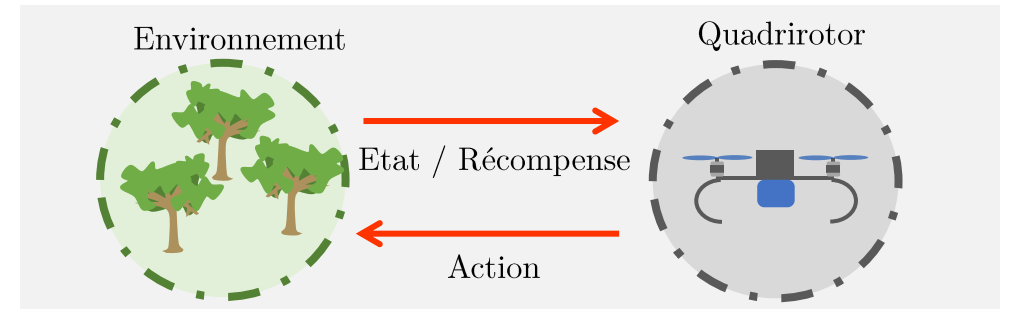 Environnement
Quadrirotor
Etat / Récompense
Action